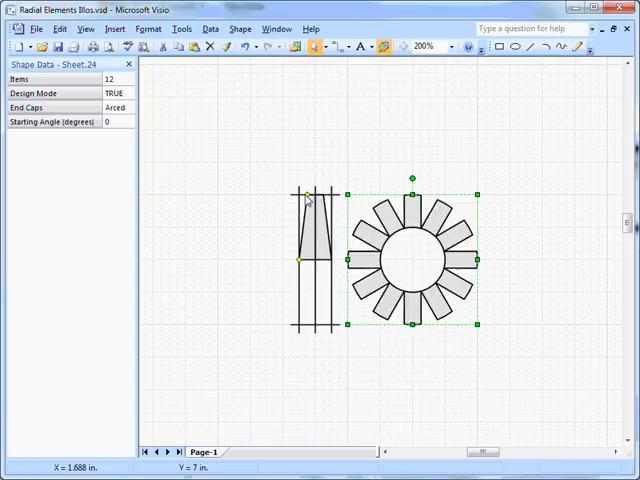 Radial Elements Illos.vsd - Microsoft Visio
File Edit View Insert Format Tools Data Shape Window Help
Type a question for help
200%
Shape Data - Sheet.24
Items 12
Design Mode TRUE
End Caps Arced
Starting Angle (degrees) 0
Page-1
X = 1.688 in. Y = 7 in.